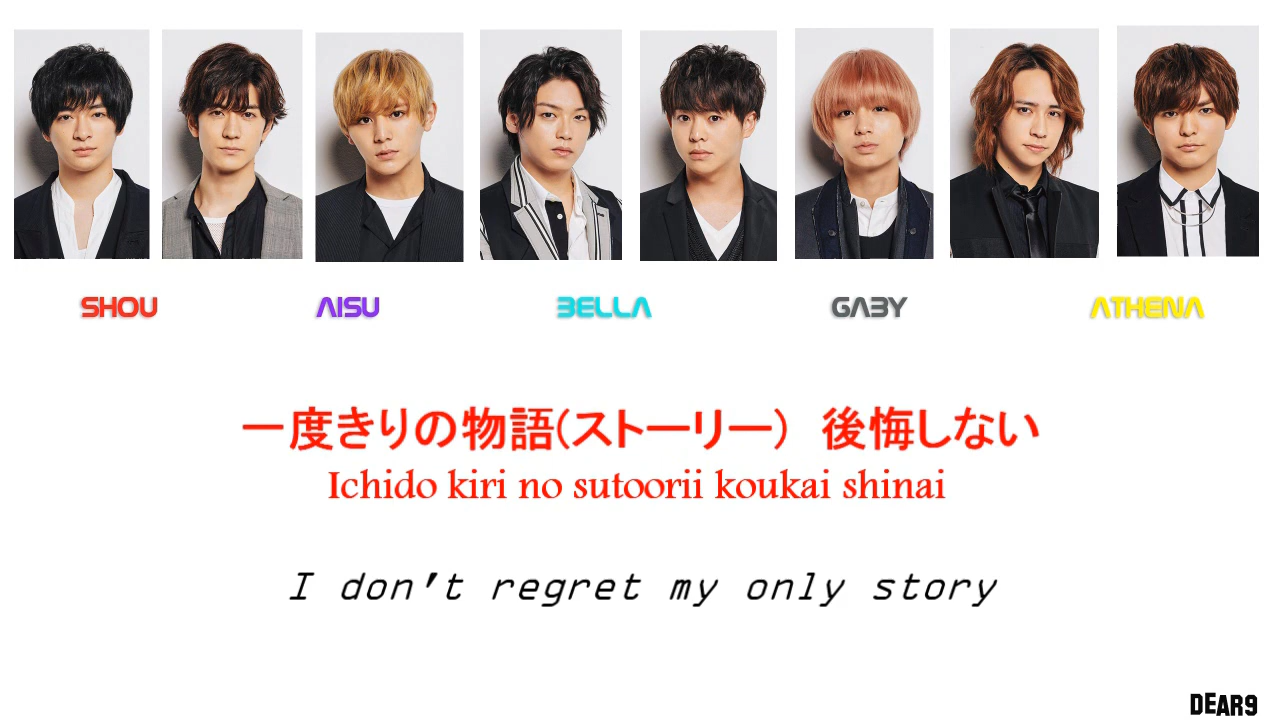 SHOU AISU BELLA GABY ATHENA
一度きりの物語(ストーリー) 後悔しない
Ichido kiri no sutoorii koukai shinai
I don't regret my only story
DEAR9